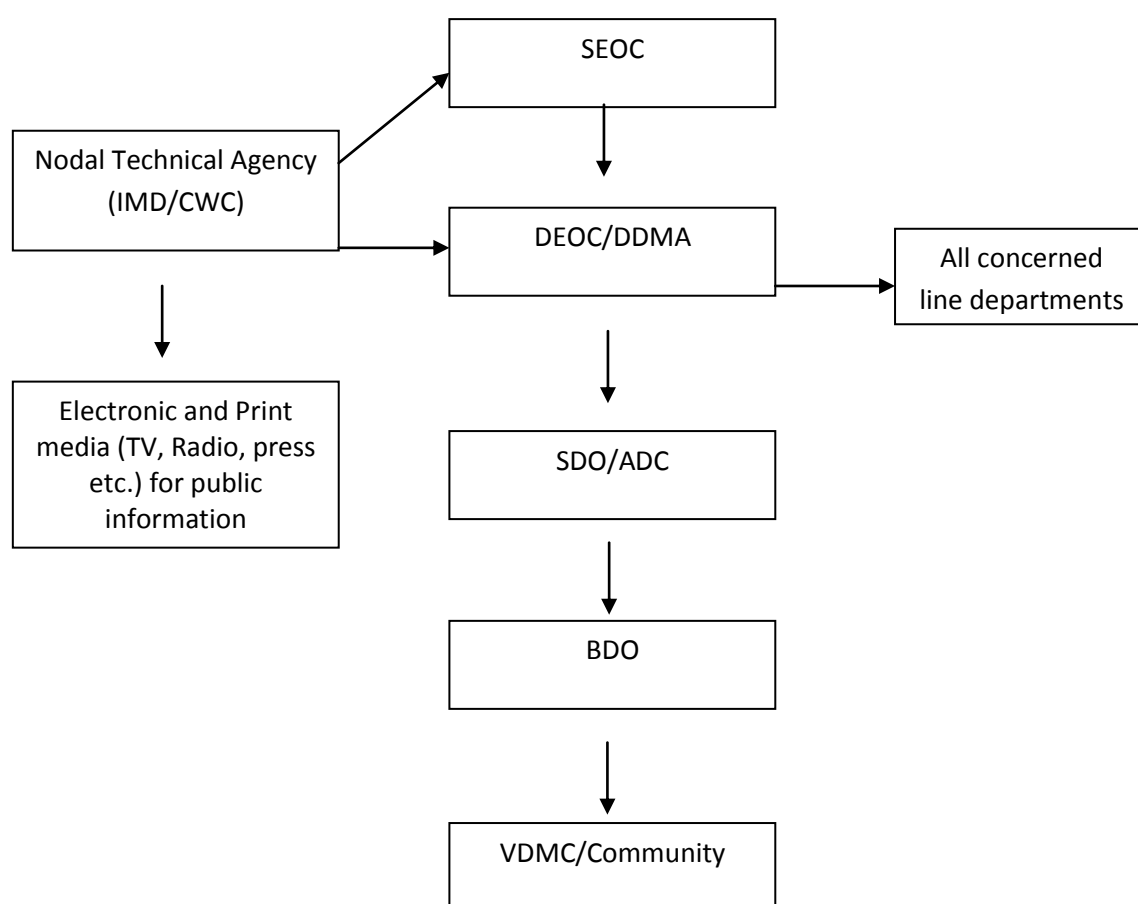 SEOC
Nodal Technical Agency
(IMD/CWC)
DEOC/DDMA
All concerned
line departments
Electronic and Print
media (TV, Radio, press
etc.) for public
information
SDO/ADC
BDO
VDMC/Community